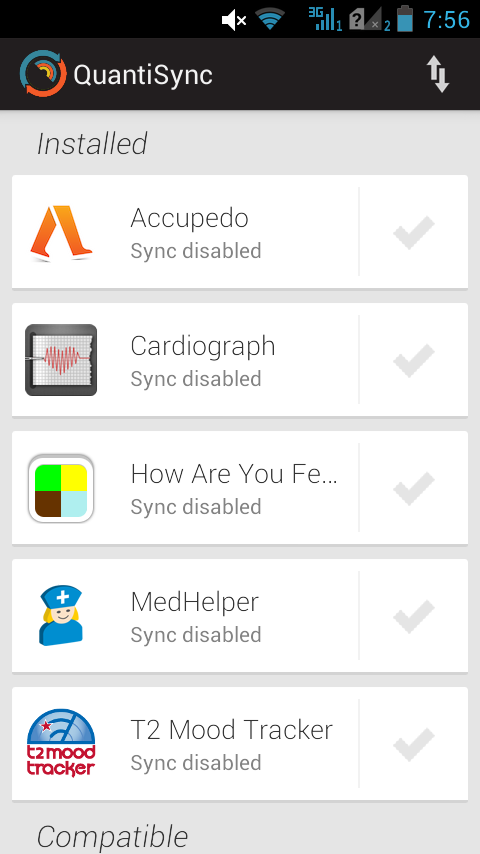 3G 1 ? 2 7:56
QuantiSync
Installed
Accupedo
Sync disabled
Cardiograph
Sync disabled
How Are You Fe...
Sync disabled
MedHelper
Sync disabled
t2 mood
tracker
T2 Mood Tracker
Sync disabled
Compatible